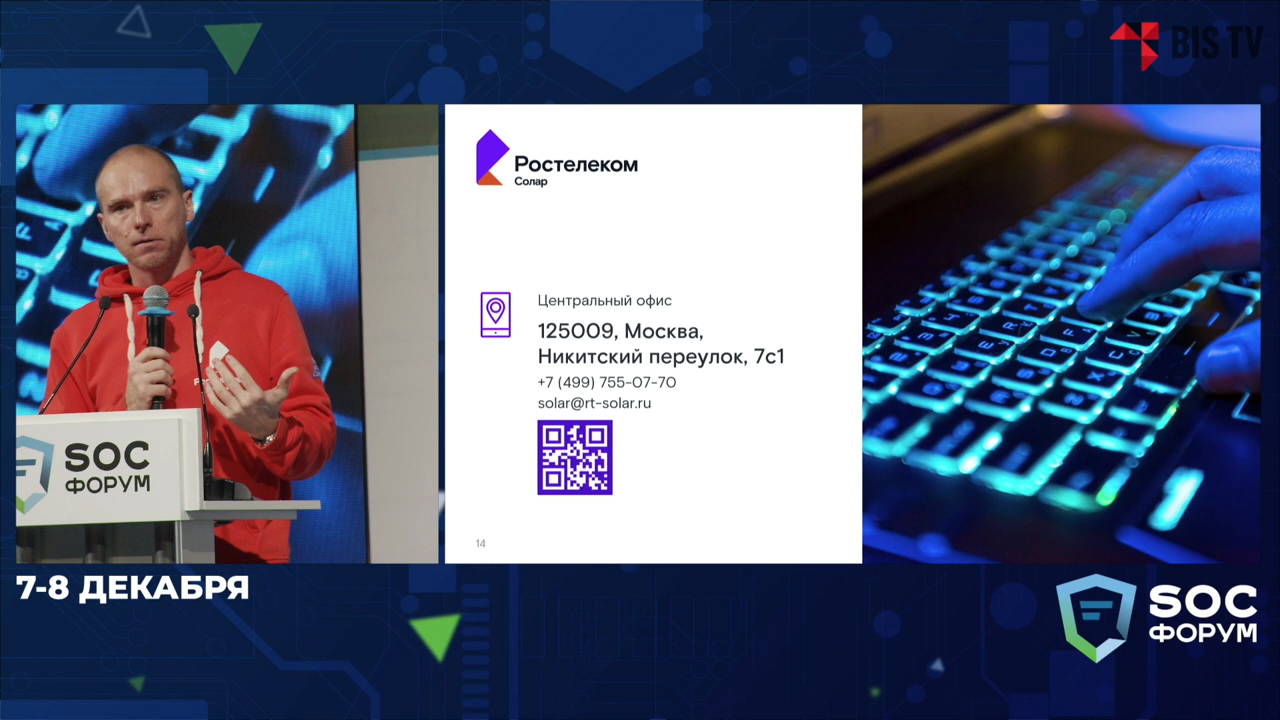 BIS TV
Ростелеком
Солар
Центральный офис
125009, Москва,
Никитский переулок, 7с1
+7 (499) 755-07-70
solar@rt-solar.ru
14
SOC
ФОРУМ
7-8 ДЕКАБРЯ
SOC
ФОРУМ